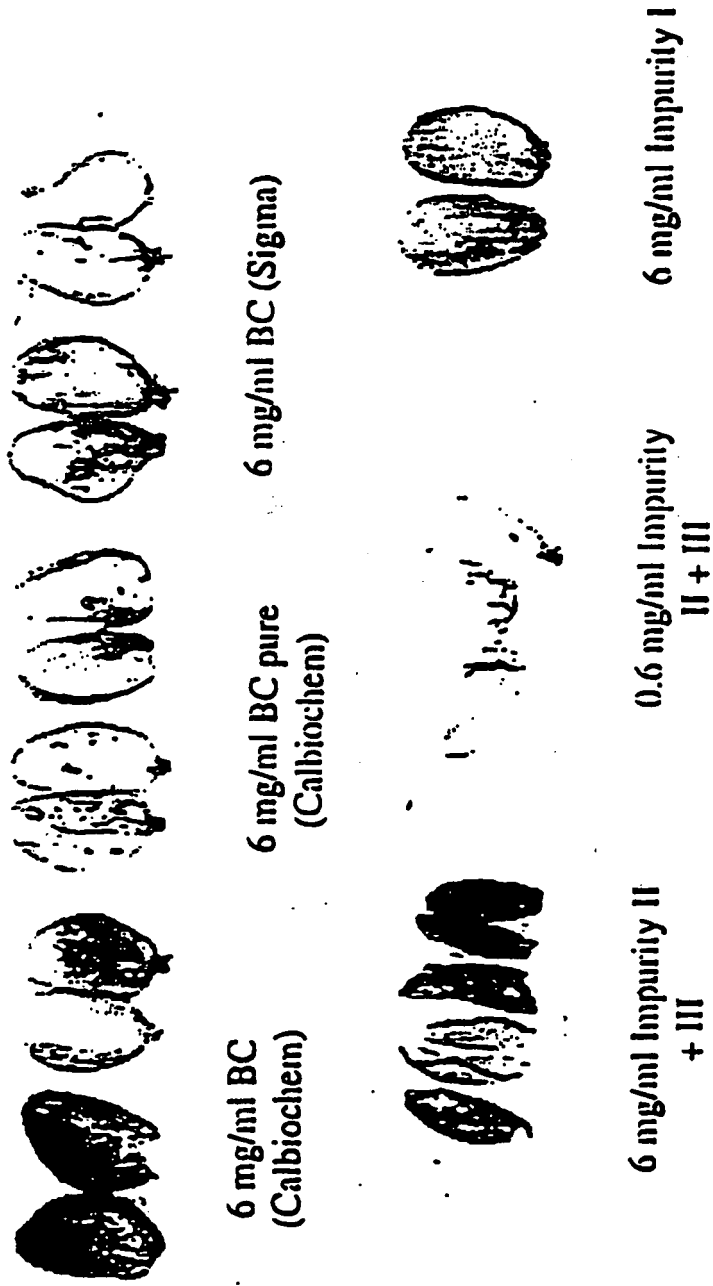 6 mg/ml BC
(Calbiochem)
6 mg/ml BC pure
(Calbiochem)
6 mg/ml BC (Sigma)
6 mg/ml Impurity II
+ III
0.6 mg/ml Impurity
II + III
6 mg/ml Impurity I